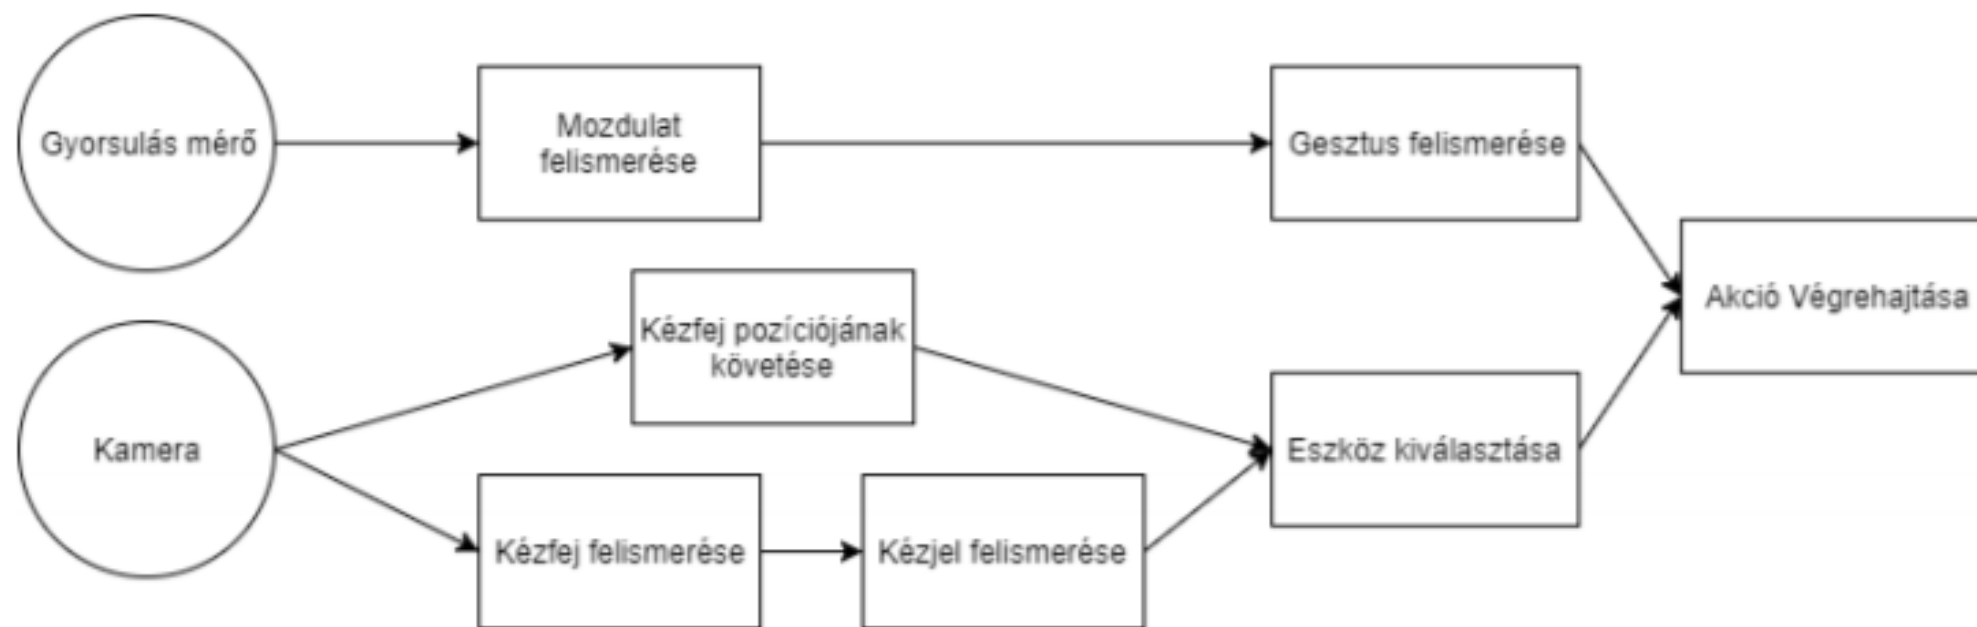 Gyorsulás mérő
Mozdulat
felismerése
Gesztus felismerése
Akció Végrehajtása
Kézfej pozíciójának
követése
Kamera
Eszköz kiválasztása
Kézfej felismerése
Kézjel felismerése